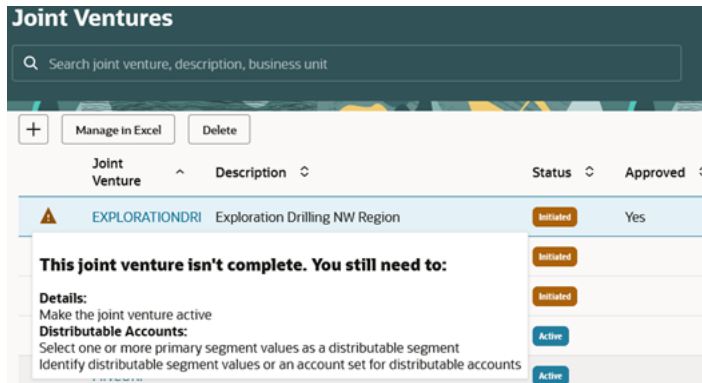 Joint Ventures
Search joint venture, description, business unit
+ Manage in Excel Delete
Joint Venture Description Status Approved
EXPLORATIONDRI Exploration Drilling NW Region Initiated Yes
This joint venture isn't complete. You still need to:
Initiated
Details:
Make the joint venture active
Initiated
Distributable Accounts:
Select one or more primary segment values as a distributable segment
Active
Identify distributable segment values or an account set for distributable accounts
Active